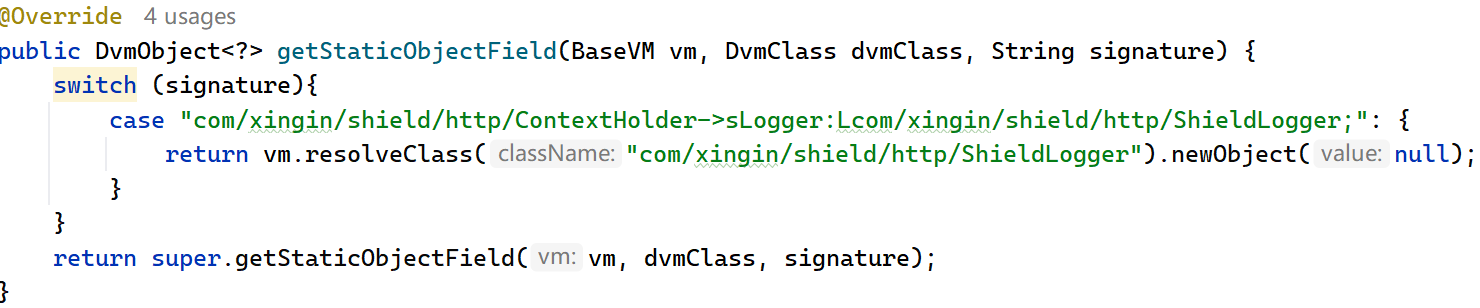 @Override 4 usages
public DvmObject<?> getStaticObjectField(BaseVM vm, DvmClass dvmClass, String signature) {
switch (signature){
case "com/xingin/shield/http/ContextHolder->sLogger:Lcom/xingin/shield/http/ShieldLogger;": {
return vm.resolveClass( className: "com/xingin/shield/http/ShieldLogger").newObject( value: null);
}
}
return super.getStaticObjectField( vm: vm, dvmClass, signature);
}